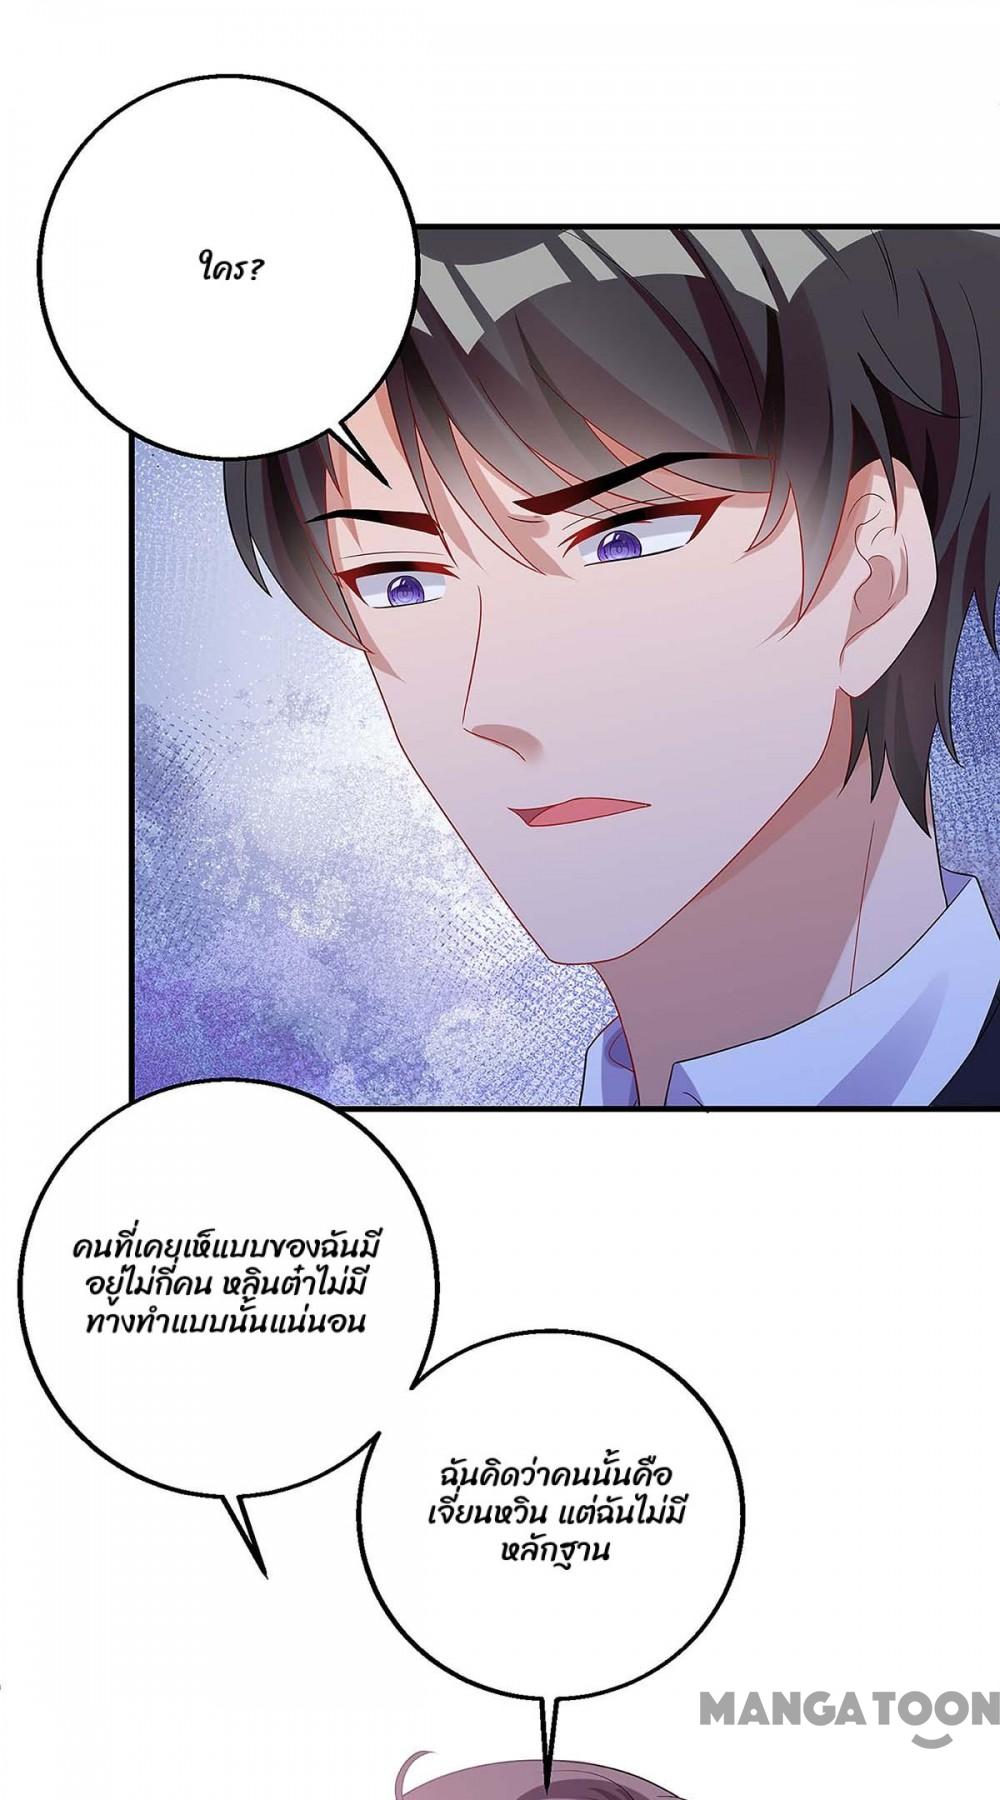 ใคร?
คนที่เคยเห็แบบของฉันมี
อยู่ไม่กี่คน หลินต๋าไม่มี
ทางทำแบบนั้นแน่นอน
ฉันคิดว่าคนนั้นคือ
เจี่ยนหวิน แต่ฉันไม่มี
หลักฐาน
MANGATOON